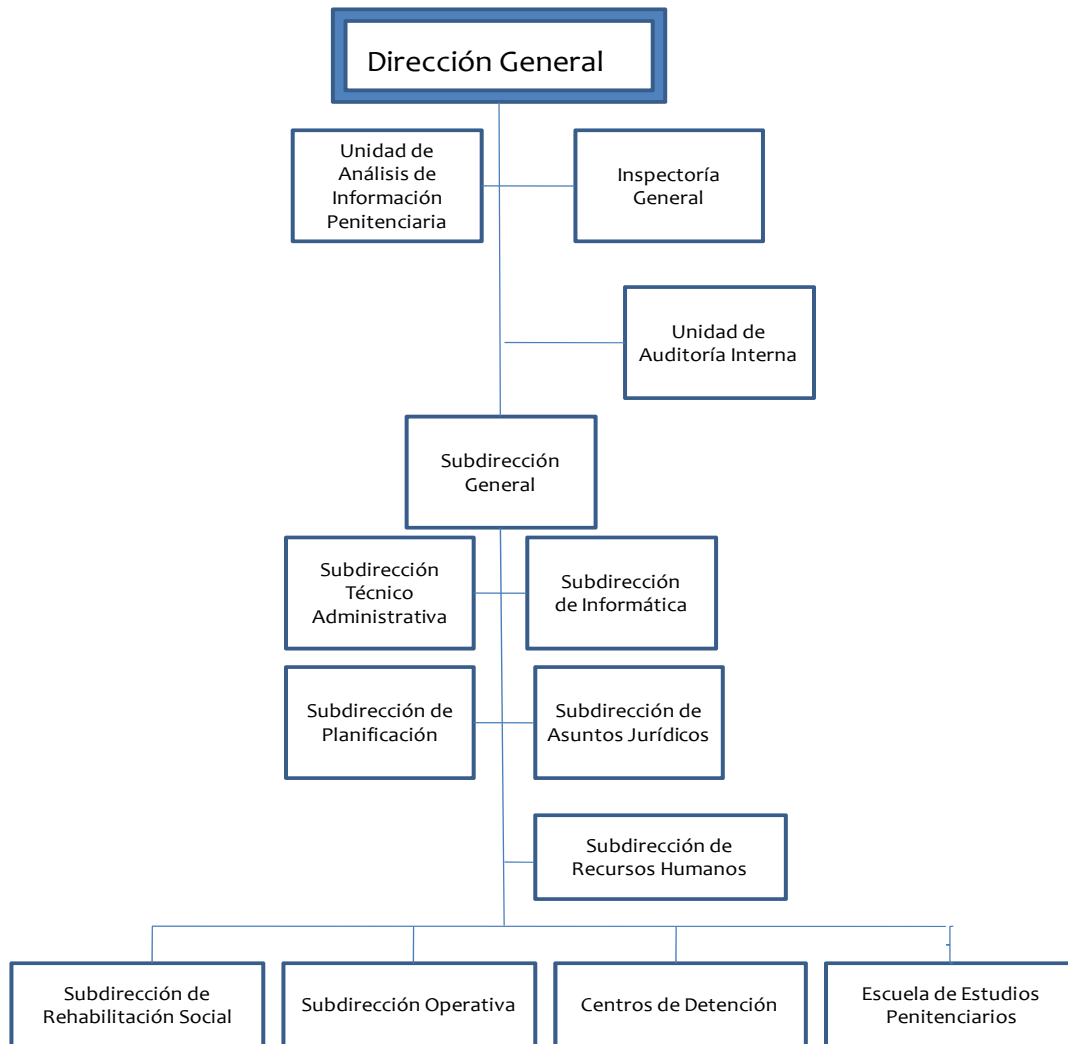 Dirección General
Unidad de
Análisis de
Información
Penitenciaria
Inspectoría
General
Unidad de
Auditoría Interna
Subdirección
General
Subdirección
Técnico
Administrativa
Subdirección
de Informática
Subdirección de
Planificación
Subdirección de
Asuntos Jurídicos
Subdirección de
Recursos Humanos
Subdirección de
Rehabilitación Social
Subdirección Operativa
Centros de Detención
Escuela de Estudios
Penitenciarios